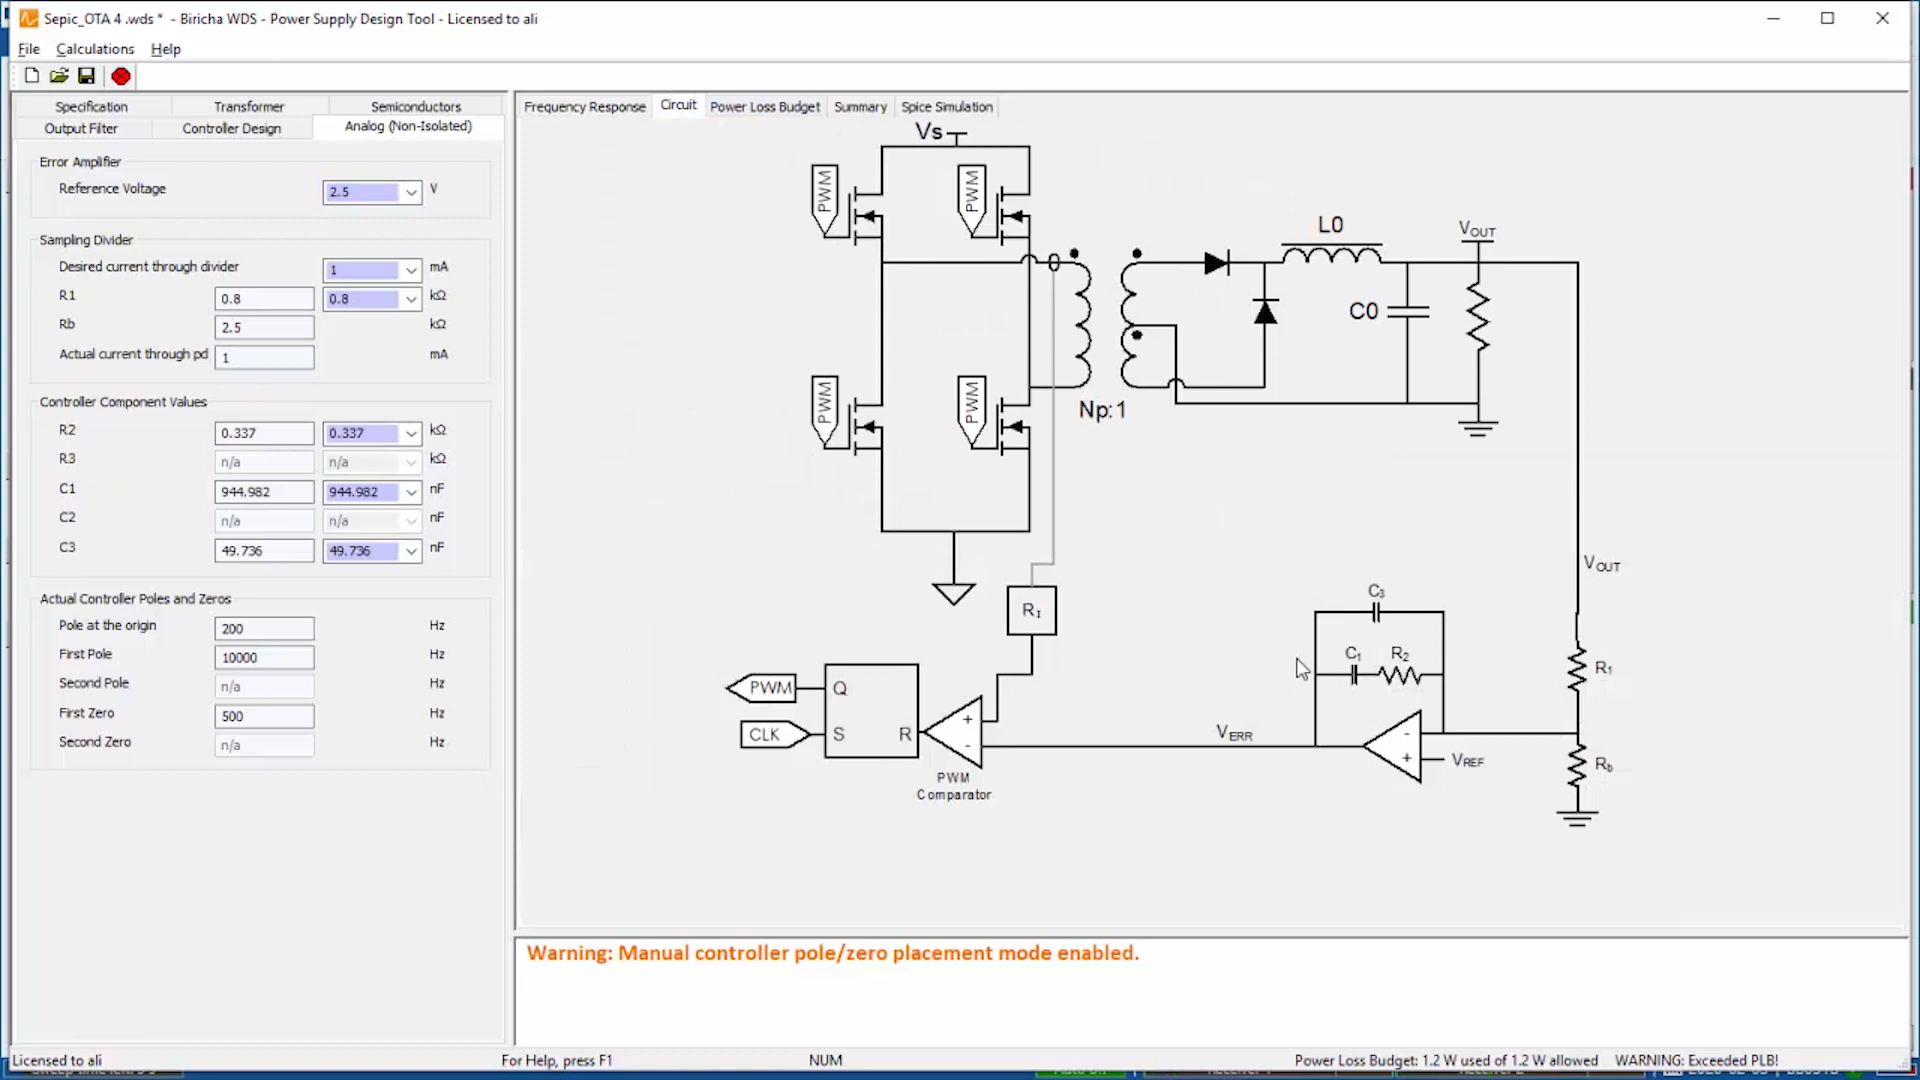 Sepic_OTA 4 .wds * - Biricha WDS - Power Supply Design Tool - Licensed to ali
File Calculations Help
Specification Transformer Semiconductors
Output Filter Controller Design Analog (Non-Isolated)
Error Amplifier
Reference Voltage 2.5 V
Sampling Divider
Desired current through divider 1 mA
R1 0.8 0.8 kΩ
Rb 2.5 kΩ
Actual current through pd 1 mA
Controller Component Values
R2 0.337 0.337 kΩ
R3 n/a n/a kΩ
C1 944.982 944.982 nF
C2 n/a n/a nF
C3 49.736 49.736 nF
Actual Controller Poles and Zeros
Pole at the origin 200 Hz
First Pole 10000 Hz
Second Pole n/a Hz
First Zero 500 Hz
Second Zero n/a Hz
Frequency Response Circuit Power Loss Budget Summary Spice Simulation
Vs
PWM PWM
L0
VOUT
C0
PWM PWM
Np:1
VOUT
RI
C3
C1 R2
R1
PWM Q
CLK S R
+
-
VERR
-
+
VREF
Rb
PWM
Comparator
Warning: Manual controller pole/zero placement mode enabled.
Licensed to ali For Help, press F1 NUM Power Loss Budget: 1.2 W used of 1.2 W allowed WARNING: Exceeded PLB!